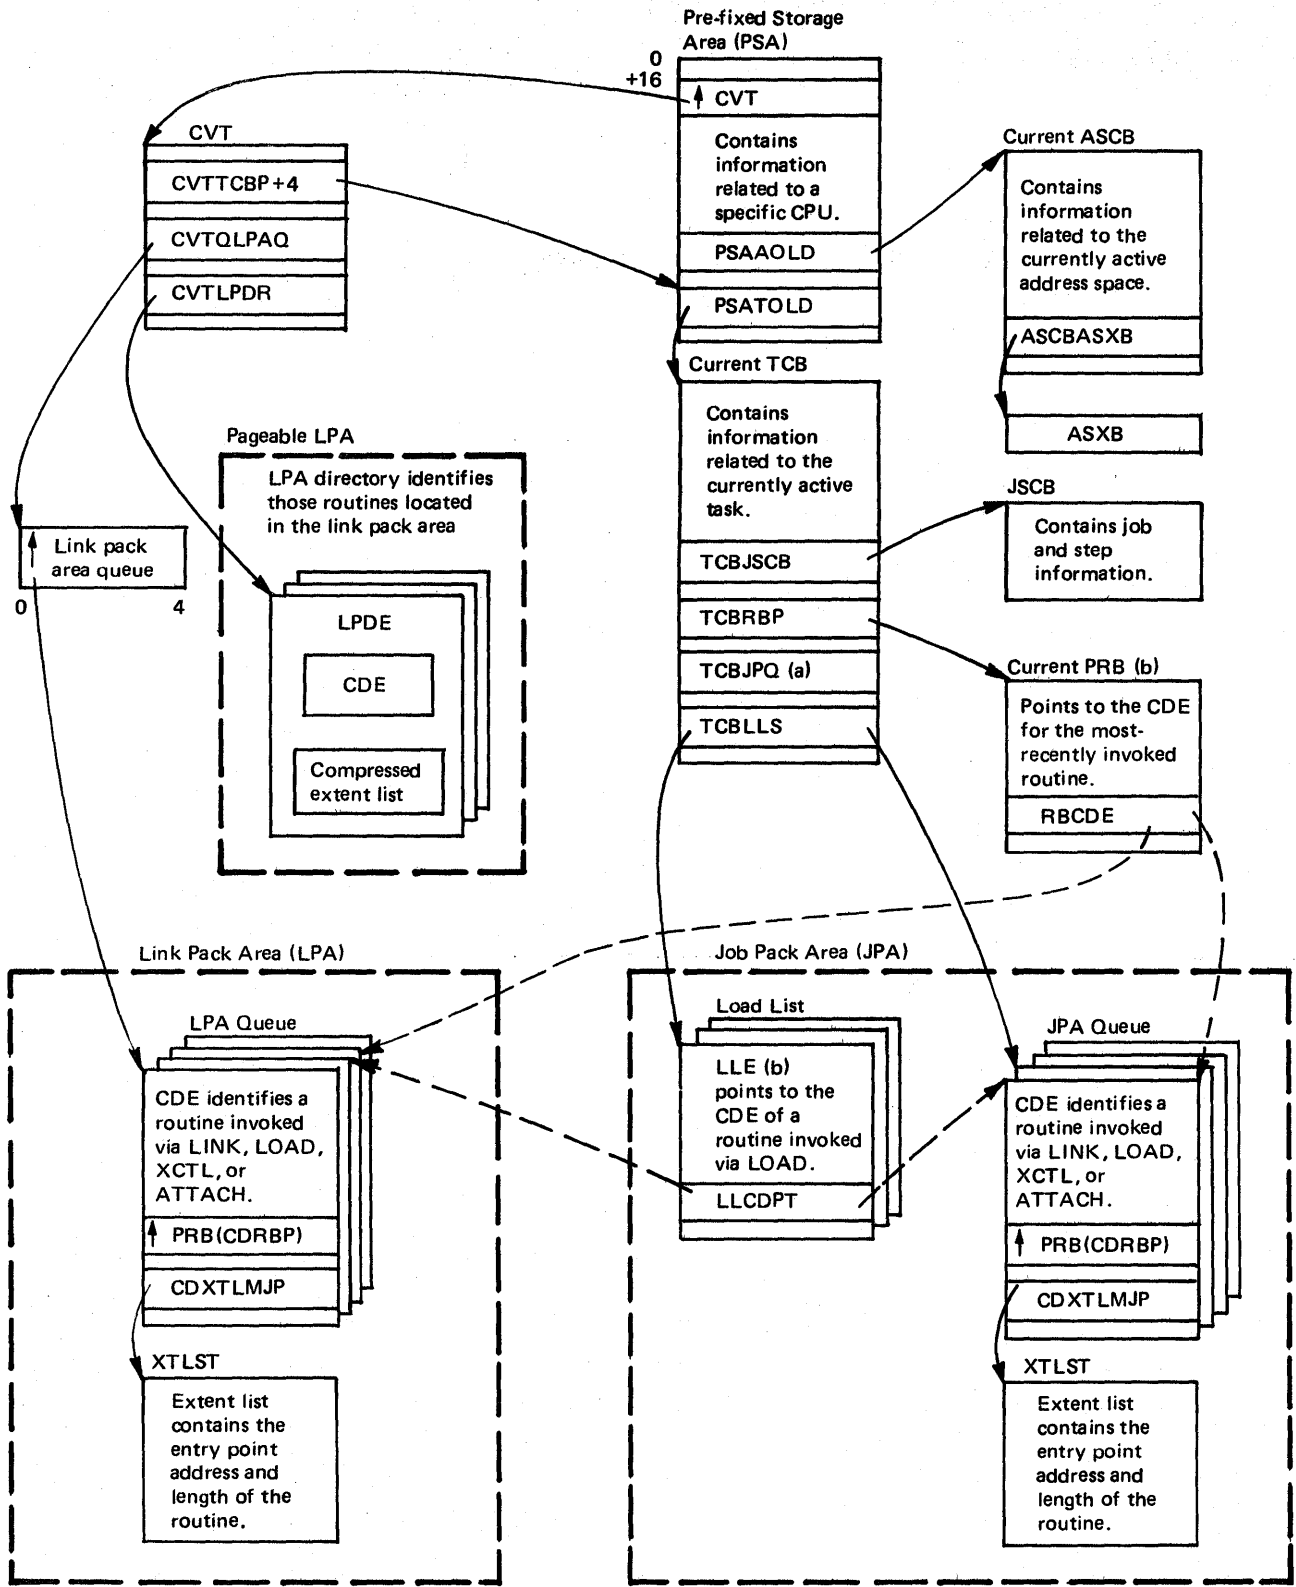 Pre-fixed Storage
Area (PSA)
0
+16
CVT
Contains
information
related to a
specific CPU.
PSAAOLD
PSATOLD
CVT
CVTTCBP+4
CVTQLPAQ
CVTLPDR
Current ASCB
Contains
information
related to the
currently active
address space.
ASCBASXB
ASXB
Current TCB
Contains
information
related to the
currently active
task.
TCBJSCB
TCBRBP
TCBJPQ (a)
TCBLLS
JSCB
Contains job
and step
information.
Pageable LPA
LPA directory identifies
those routines located
in the link pack area
LPDE
CDE
Compressed
extent list
Link pack
area queue
0 4
Current PRB (b)
Points to the CDE
for the most-
recently invoked
routine.
RBCDE
Link Pack Area (LPA)
LPA Queue
CDE identifies a
routine invoked
via LINK, LOAD,
XCTL, or
ATTACH.
PRB(CDRBP)
CDXTLMJP
XTLST
Extent list
contains the
entry point
address and
length of the
routine.
Job Pack Area (JPA)
Load List
LLE (b)
points to the
CDE of a
routine invoked
via LOAD.
LLCDPT
JPA Queue
CDE identifies a
routine invoked
via LINK, LOAD,
XCTL, or
ATTACH.
PRB(CDRBP)
CDXTLMJP
XTLST
Extent list
contains the
entry point
address and
length of the
routine.